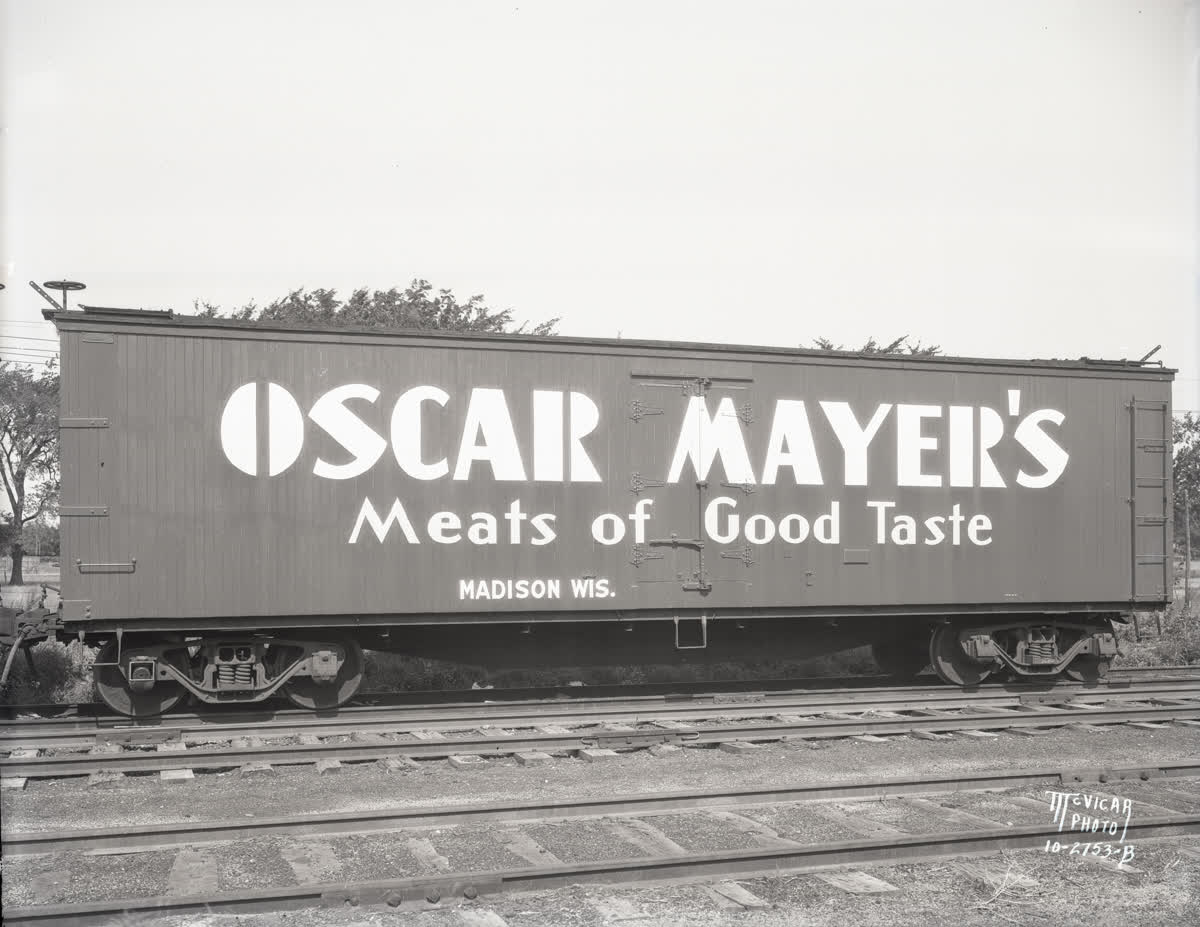 OSCAR MAYER'S
Meats of Good Taste
MADISON WIS.
McVICAR
PHOTO
10-2753-B